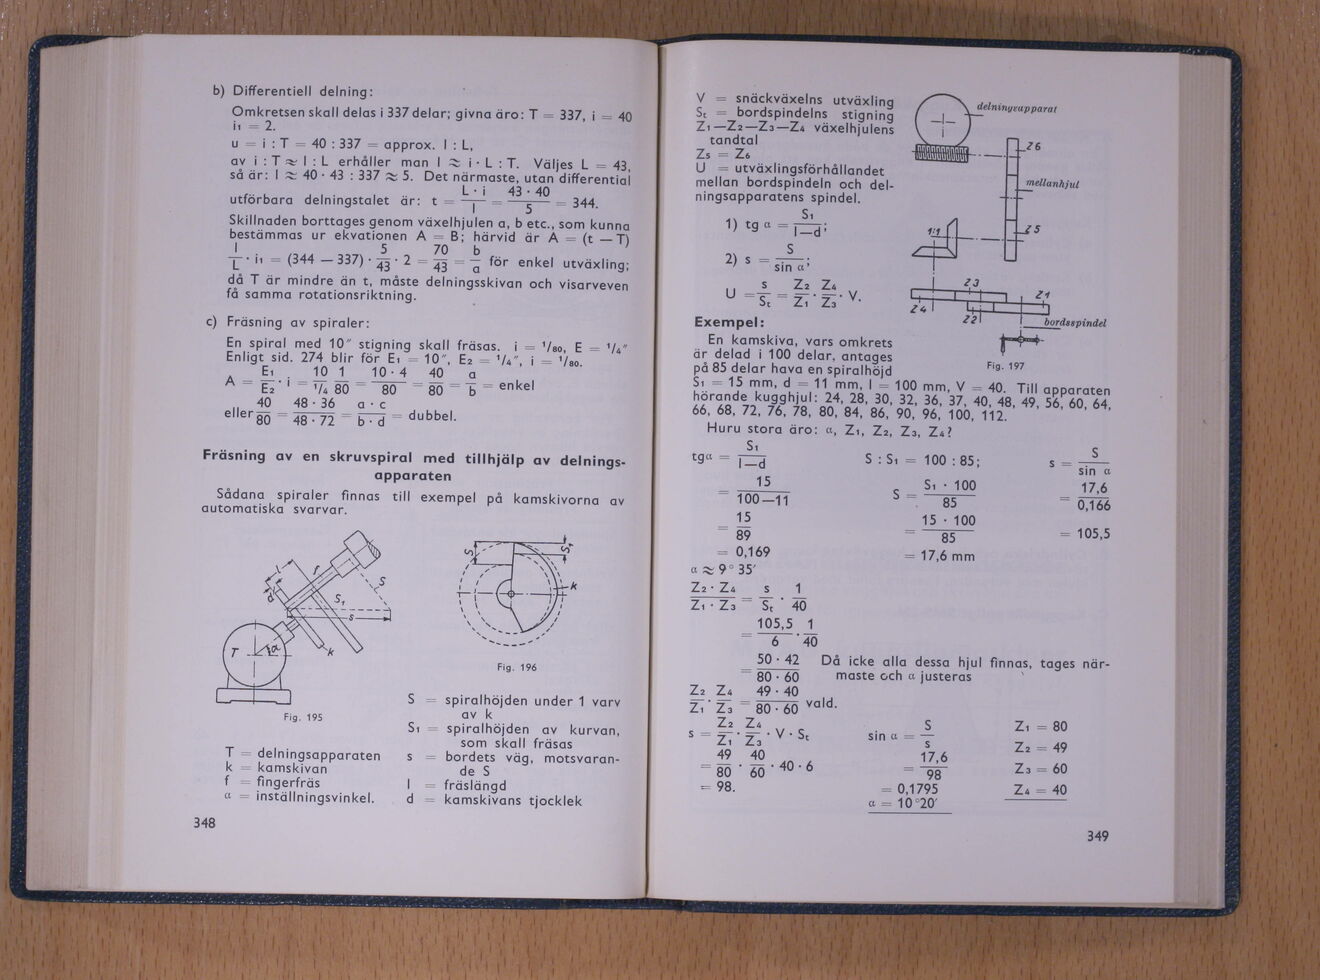 b) Differentiell delning:
Omkretsen skall delas i 337 delar; givna äro: T = 337, i = 40
i₁ = 2.
u = i : T = 40 : 337 = approx. l : L,
av i : T ≈ l : L erhåller man l ≈ i · L : T. Väljes L = 43,
så är: l ≈ 40 · 43 : 337 ≈ 5. Det närmaste, utan differential
utförbara delningstalet är: t = L · i / l = 43 · 40 / 5 = 344.
Skillnaden borttages genom växelhjulen a, b etc., som kunna
bestämmas ur ekvationen A = B; härvid är A = (t — T)
l/L · i₁ = (344 — 337) · 5/43 · 2 = 70/43 = b/a för enkel utväxling;
då T är mindre än t, måste delningsskivan och visarveven
få samma rotationsriktning.
c) Fräsning av spiraler:
En spiral med 10″ stigning skall fräsas. i = ¹/₈₀, E = ¹/₄″
Enligt sid. 274 blir för E₁ = 10″, E₂ = ¹/₄″, i = ¹/₈₀.
A = E₁/E₂ · i = 10/¹/₄ 1/80 = 10 · 4/80 = 40/80 = a/b = enkel
eller 40/80 = 48 · 36/48 · 72 = a · c/b · d = dubbel.
Fräsning av en skruvspiral med tillhjälp av delnings-
apparaten
Sådana spiraler finnas till exempel på kamskivorna av
automatiska svarvar.
l
f
d
S
S₁
s
T
α
k
Fig. 195
S
S₁
k
Fig. 196
T = delningsapparaten
k = kamskivan
f = fingerfräs
α = inställningsvinkel.
S = spiralhöjden under 1 varv
av k
S₁ = spiralhöjden av kurvan,
som skall fräsas
s = bordets väg, motsvaran-
de S
l = fräslängd
d = kamskivans tjocklek
348
V = snäckväxelns utväxling
Sₜ = bordspindelns stigning
Z₁—Z₂—Z₃—Z₄ växelhjulens
tandtal
Z₅ = Z₆
U = utväxlingsförhållandet
mellan bordspindeln och del-
ningsapparatens spindel.
1) tg α = S₁/l—d;
2) s = S/sin α;
U = s/Sₜ = Z₂/Z₁ · Z₄/Z₃ · V.
delningsapparat
Z6
mellanhjul
1:1
Z5
Z3
Z1
Z4
Z2
bordsspindel
Fig. 197
Exempel:
En kamskiva, vars omkrets
är delad i 100 delar, antages
på 85 delar hava en spiralhöjd
S₁ = 15 mm, d = 11 mm, l = 100 mm, V = 40. Till apparaten
hörande kugghjul: 24, 28, 30, 32, 36, 37, 40, 48, 49, 56, 60, 64,
66, 68, 72, 76, 78, 80, 84, 86, 90, 96, 100, 112.
Huru stora äro: α, Z₁, Z₂, Z₃, Z₄?
tgα = S₁/l—d
= 15/100—11
= 15/89
= 0,169
α ≈ 9° 35′
S : S₁ = 100 : 85;
S = S₁ · 100/85
= 15 · 100/85
= 17,6 mm
s = S/sin α
= 17,6/0,166
= 105,5
Z₂ · Z₄/Z₁ · Z₃ = s/Sₜ · 1/40
= 105,5/6 · 1/40
= 50 · 42/80 · 60 Då icke alla dessa hjul finnas, tages när-
maste och α justeras
Z₂/Z₁ · Z₄/Z₃ = 49 · 40/80 · 60 vald.
s = Z₂/Z₁ · Z₄/Z₃ · V · Sₜ
= 49/80 · 40/60 · 40 · 6
= 98.
sin α = S/s
= 17,6/98
= 0,1795
α = 10°20′
Z₁ = 80
Z₂ = 49
Z₃ = 60
Z₄ = 40
349